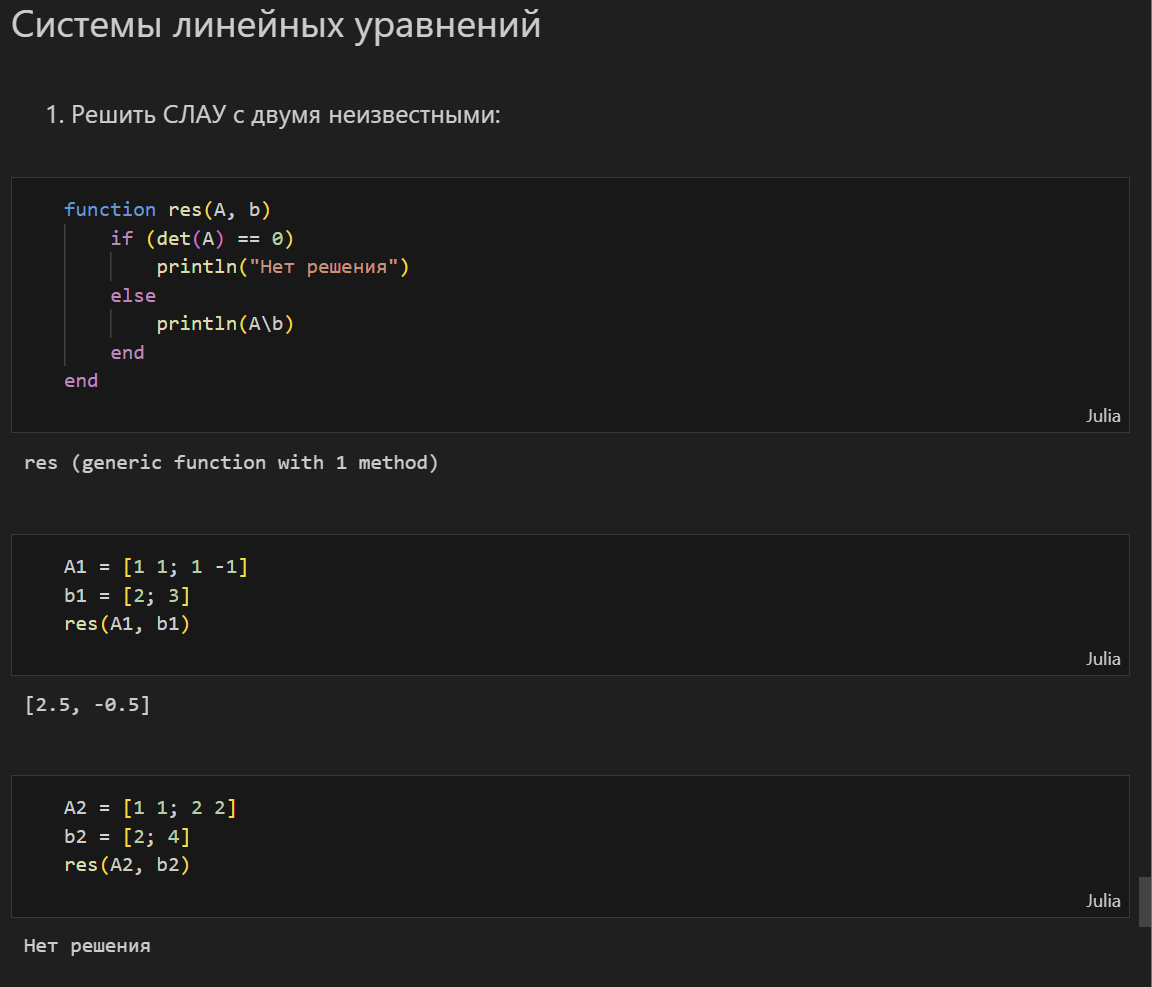 Системы линейных уравнений
1. Решить СЛАУ с двумя неизвестными:
function res(A, b)
    if (det(A) == 0)
        println("Нет решения")
    else
        println(A\b)
    end
end
Julia
res (generic function with 1 method)
A1 = [1 1; 1 -1]
b1 = [2; 3]
res(A1, b1)
Julia
[2.5, -0.5]
A2 = [1 1; 2 2]
b2 = [2; 4]
res(A2, b2)
Julia
Нет решения